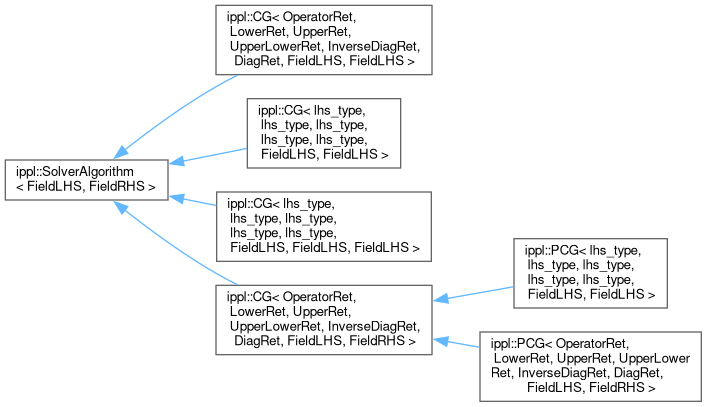 ippl::CG< OperatorRet,
LowerRet, UpperRet,
UpperLowerRet, InverseDiagRet,
DiagRet, FieldLHS, FieldLHS >
ippl::CG< lhs_type,
lhs_type, lhs_type,
lhs_type, lhs_type,
FieldLHS, FieldLHS >
ippl::SolverAlgorithm
< FieldLHS, FieldRHS >
ippl::CG< lhs_type,
lhs_type, lhs_type,
lhs_type, lhs_type,
FieldLHS, FieldLHS, FieldLHS >
ippl::CG< OperatorRet,
LowerRet, UpperRet,
UpperLowerRet, InverseDiagRet,
DiagRet, FieldLHS, FieldRHS >
ippl::PCG< lhs_type,
lhs_type, lhs_type,
lhs_type, lhs_type,
FieldLHS, FieldLHS >
ippl::PCG< OperatorRet,
LowerRet, UpperRet, UpperLower
Ret, InverseDiagRet, DiagRet,
FieldLHS, FieldRHS >